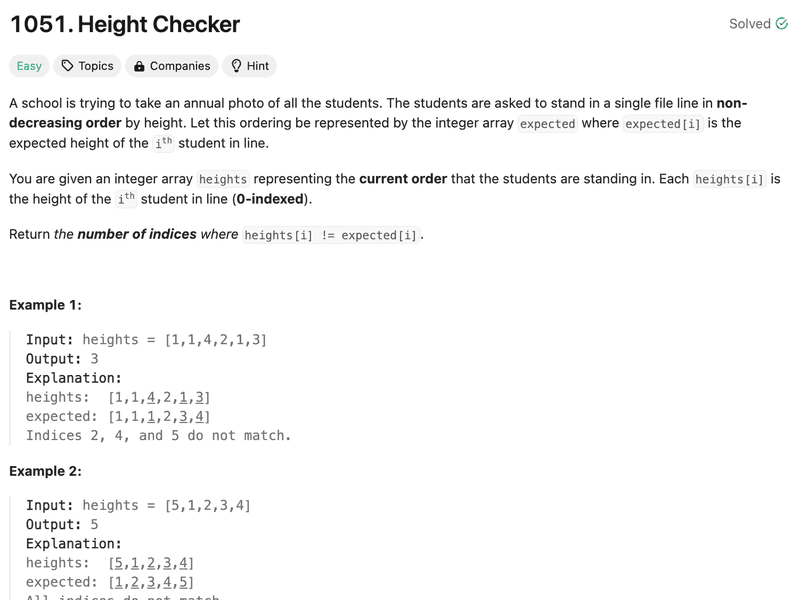 1051. Height Checker
Solved
Easy Topics Companies Hint
A school is trying to take an annual photo of all the students. The students are asked to stand in a single file line in non-
decreasing order by height. Let this ordering be represented by the integer array expected where expected[i] is the
expected height of the ith student in line.
You are given an integer array heights representing the current order that the students are standing in. Each heights[i] is
the height of the ith student in line (0-indexed).
Return the number of indices where heights[i] != expected[i].
Example 1:
Input: heights = [1,1,4,2,1,3]
Output: 3
Explanation:
heights: [1,1,4,2,1,3]
expected: [1,1,1,2,3,4]
Indices 2, 4, and 5 do not match.
Example 2:
Input: heights = [5,1,2,3,4]
Output: 5
Explanation:
heights: [5,1,2,3,4]
expected: [1,2,3,4,5]
All indices do not match.